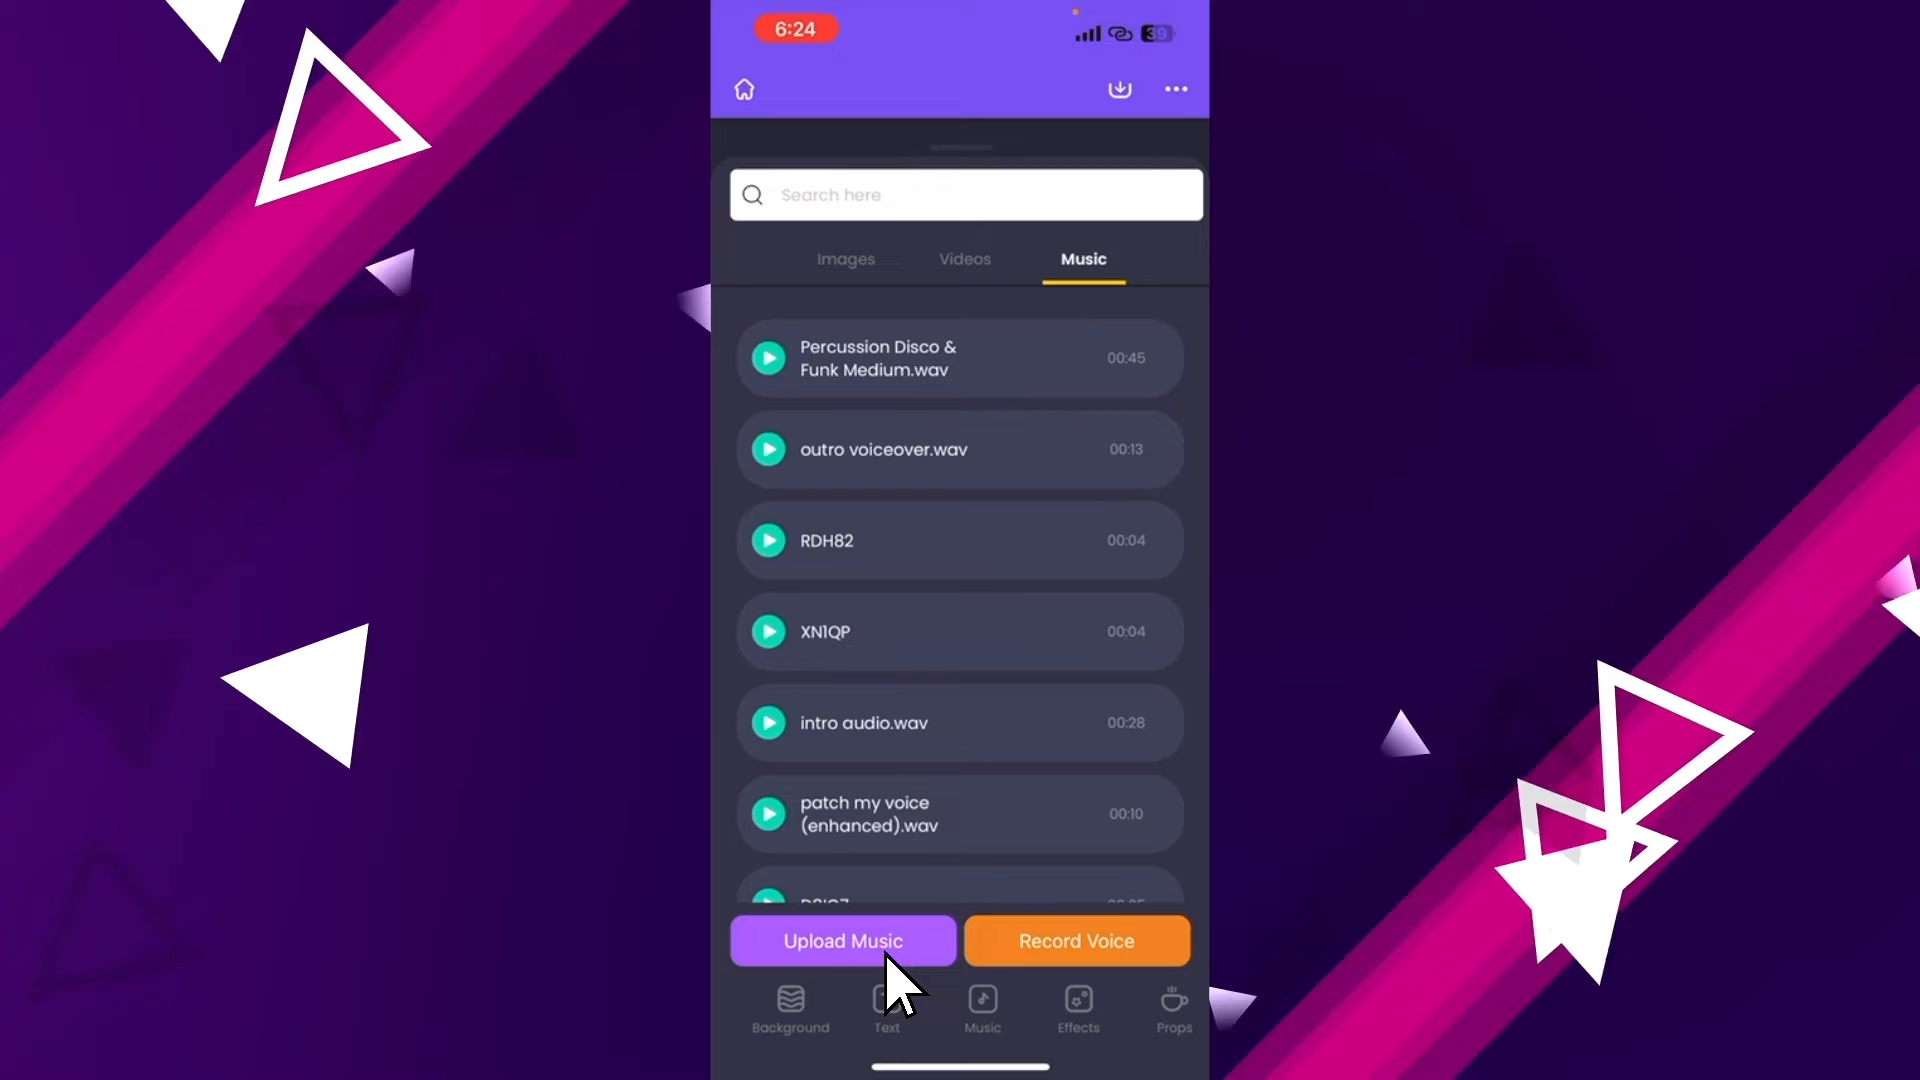 6:24
39
Search here
Images
Videos
Music
Percussion Disco &
Funk Medium.wav
00:45
outro voiceover.wav
00:13
RDH82
00:04
XN1QP
00:04
intro audio.wav
00:28
patch my voice
(enhanced).wav
00:10
Upload Music
Record Voice
Background
Text
Music
Effects
Props